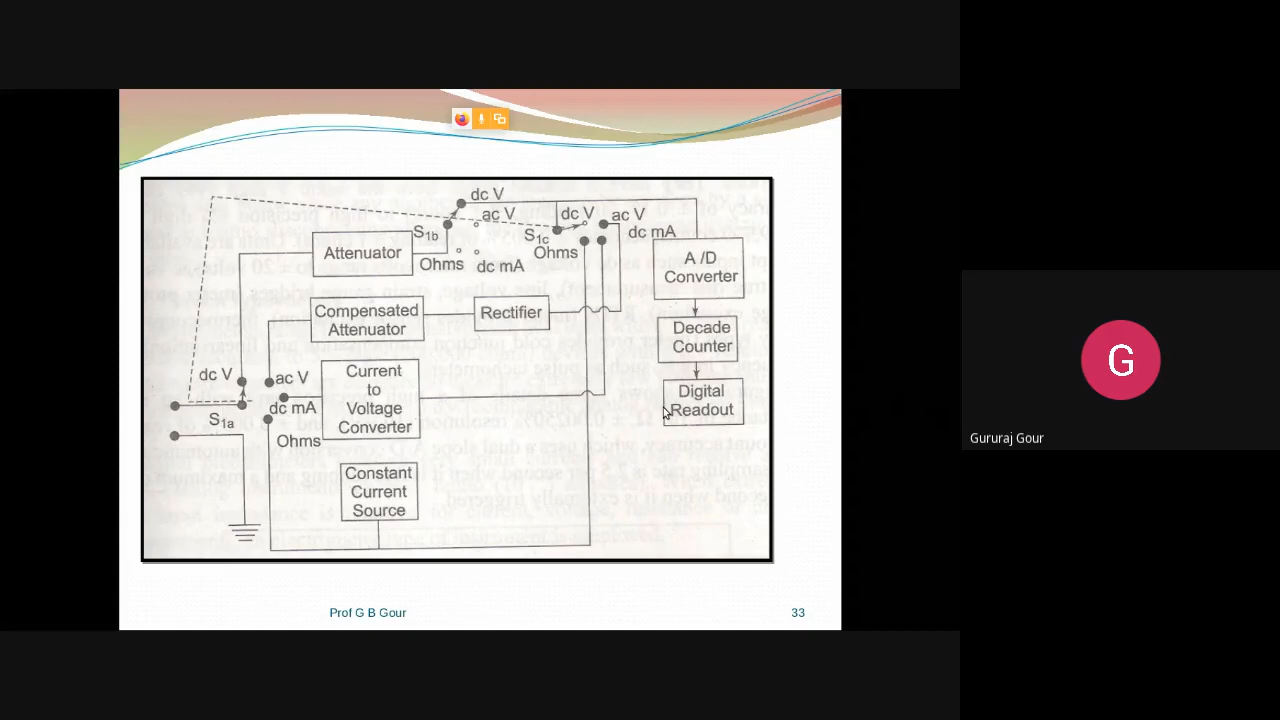 dc V
ac V
dc V
ac V
S1b
S1c
dc mA
Attenuator
Ohms
dc mA
Ohms
A /D
Converter
Compensated
Attenuator
Rectifier
Decade
Counter
dc V
ac V
Current
to
Voltage
Converter
dc mA
S1a
Ohms
Digital
Readout
Constant
Current
Source
Prof G B Gour
33
G
Gururaj Gour